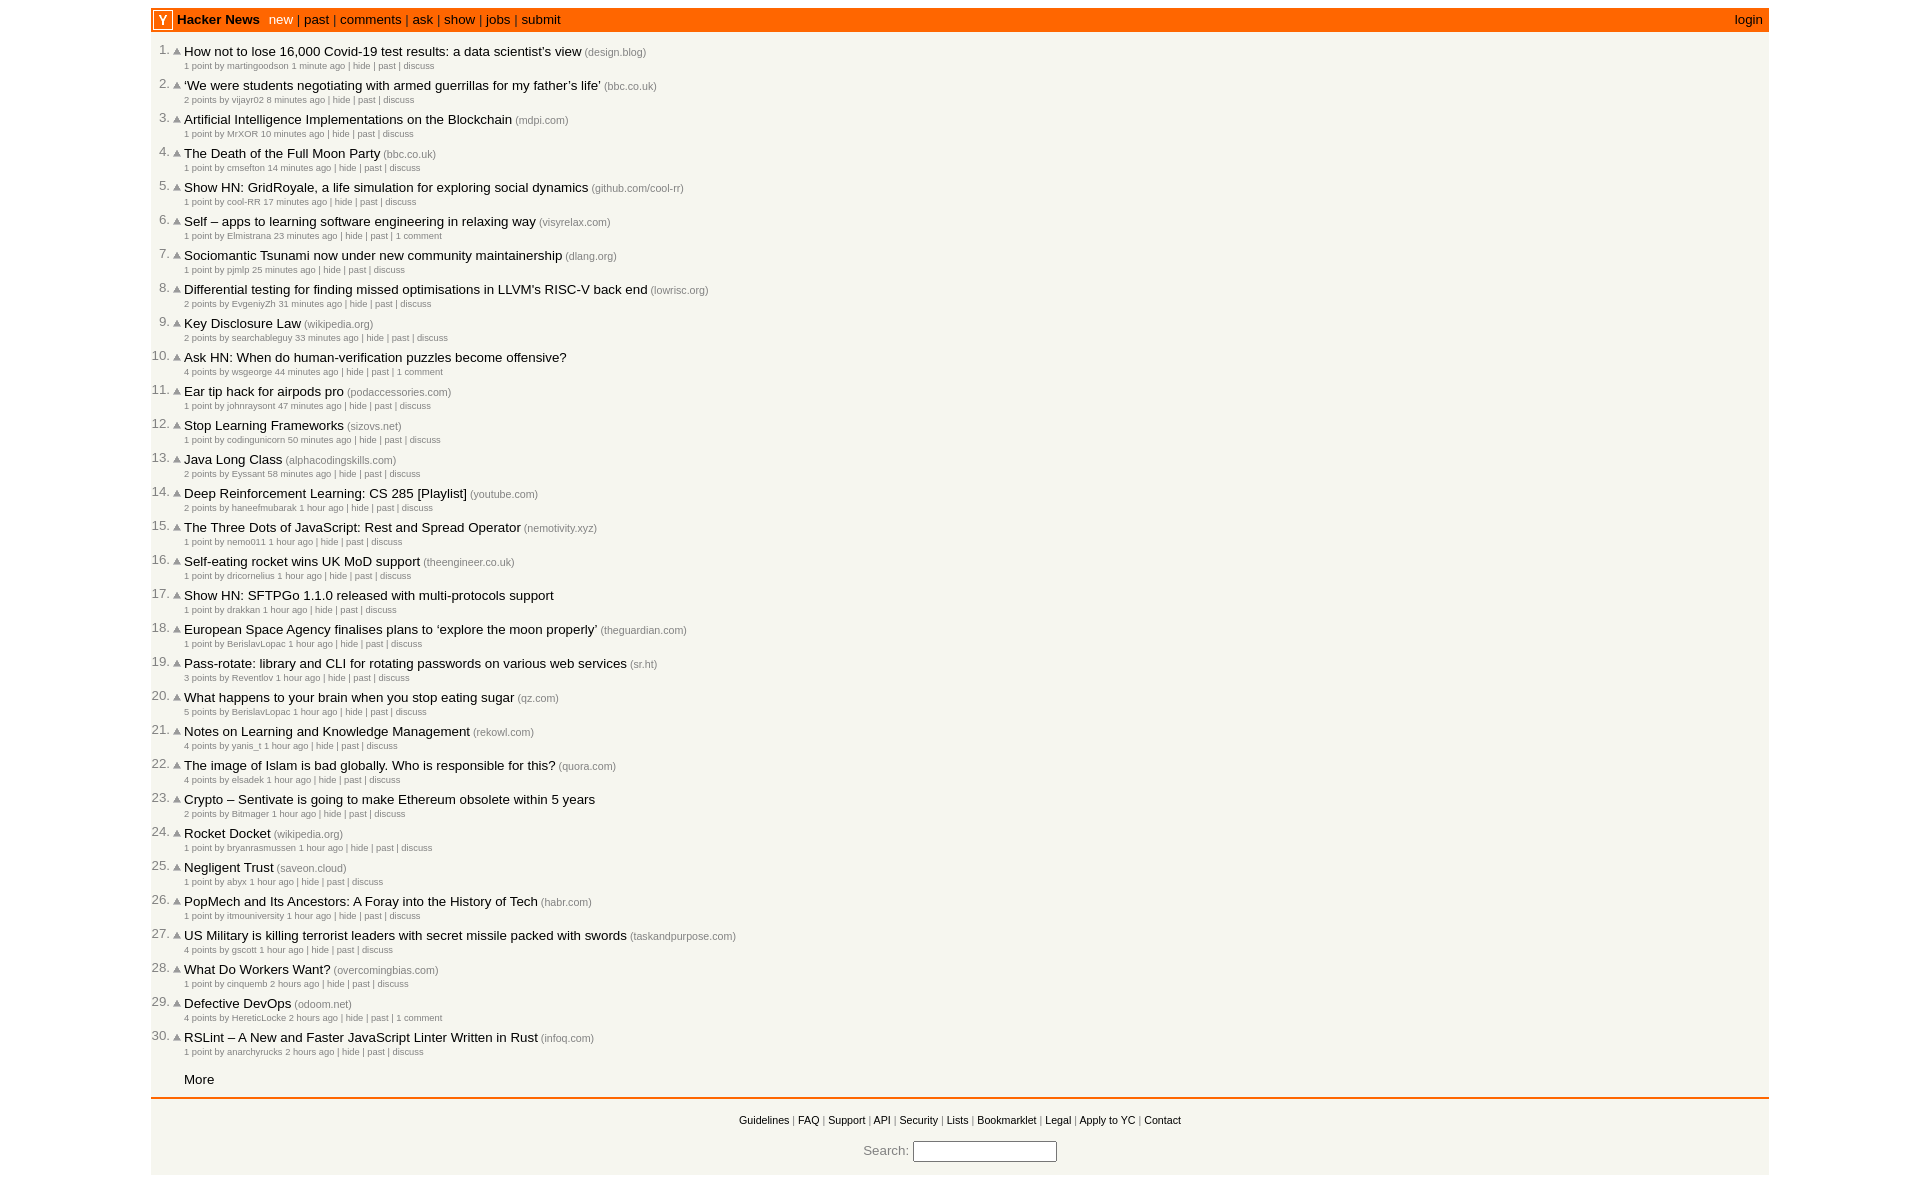 Y Hacker News new | past | comments | ask | show | jobs | submit login
1. How not to lose 16,000 Covid-19 test results: a data scientist’s view (design.blog)
1 point by martingoodson 1 minute ago | hide | past | discuss
2. ‘We were students negotiating with armed guerrillas for my father’s life’ (bbc.co.uk)
2 points by vijayr02 8 minutes ago | hide | past | discuss
3. Artificial Intelligence Implementations on the Blockchain (mdpi.com)
1 point by MrXOR 10 minutes ago | hide | past | discuss
4. The Death of the Full Moon Party (bbc.co.uk)
1 point by cmsefton 14 minutes ago | hide | past | discuss
5. Show HN: GridRoyale, a life simulation for exploring social dynamics (github.com/cool-rr)
1 point by cool-RR 17 minutes ago | hide | past | discuss
6. Self – apps to learning software engineering in relaxing way (visyrelax.com)
1 point by Elmistrana 23 minutes ago | hide | past | 1 comment
7. Sociomantic Tsunami now under new community maintainership (dlang.org)
1 point by pjmlp 25 minutes ago | hide | past | discuss
8. Differential testing for finding missed optimisations in LLVM’s RISC-V back end (lowrisc.org)
2 points by EvgeniyZh 31 minutes ago | hide | past | discuss
9. Key Disclosure Law (wikipedia.org)
2 points by searchableguy 33 minutes ago | hide | past | discuss
10. Ask HN: When do human-verification puzzles become offensive?
4 points by wsgeorge 44 minutes ago | hide | past | 1 comment
11. Ear tip hack for airpods pro (podaccessories.com)
1 point by johnraysont 47 minutes ago | hide | past | discuss
12. Stop Learning Frameworks (sizovs.net)
1 point by codingunicorn 50 minutes ago | hide | past | discuss
13. Java Long Class (alphacodingskills.com)
2 points by Eyssant 58 minutes ago | hide | past | discuss
14. Deep Reinforcement Learning: CS 285 [Playlist] (youtube.com)
2 points by haneefmubarak 1 hour ago | hide | past | discuss
15. The Three Dots of JavaScript: Rest and Spread Operator (nemotivity.xyz)
1 point by nemo011 1 hour ago | hide | past | discuss
16. Self-eating rocket wins UK MoD support (theengineer.co.uk)
1 point by dricornelius 1 hour ago | hide | past | discuss
17. Show HN: SFTPGo 1.1.0 released with multi-protocols support
1 point by drakkan 1 hour ago | hide | past | discuss
18. European Space Agency finalises plans to ‘explore the moon properly’ (theguardian.com)
1 point by BerislavLopac 1 hour ago | hide | past | discuss
19. Pass-rotate: library and CLI for rotating passwords on various web services (sr.ht)
3 points by Reventlov 1 hour ago | hide | past | discuss
20. What happens to your brain when you stop eating sugar (qz.com)
5 points by BerislavLopac 1 hour ago | hide | past | discuss
21. Notes on Learning and Knowledge Management (rekowl.com)
4 points by yanis_t 1 hour ago | hide | past | discuss
22. The image of Islam is bad globally. Who is responsible for this? (quora.com)
4 points by elsadek 1 hour ago | hide | past | discuss
23. Crypto – Sentivate is going to make Ethereum obsolete within 5 years
2 points by Bitmager 1 hour ago | hide | past | discuss
24. Rocket Docket (wikipedia.org)
1 point by bryanrasmussen 1 hour ago | hide | past | discuss
25. Negligent Trust (saveon.cloud)
1 point by abyx 1 hour ago | hide | past | discuss
26. PopMech and Its Ancestors: A Foray into the History of Tech (habr.com)
1 point by itmouniversity 1 hour ago | hide | past | discuss
27. US Military is killing terrorist leaders with secret missile packed with swords (taskandpurpose.com)
4 points by gscott 1 hour ago | hide | past | discuss
28. What Do Workers Want? (overcomingbias.com)
1 point by cinquemb 2 hours ago | hide | past | discuss
29. Defective DevOps (odoom.net)
4 points by HereticLocke 2 hours ago | hide | past | 1 comment
30. RSLint – A New and Faster JavaScript Linter Written in Rust (infoq.com)
1 point by anarchyrucks 2 hours ago | hide | past | discuss
More
Guidelines | FAQ | Support | API | Security | Lists | Bookmarklet | Legal | Apply to YC | Contact
Search: